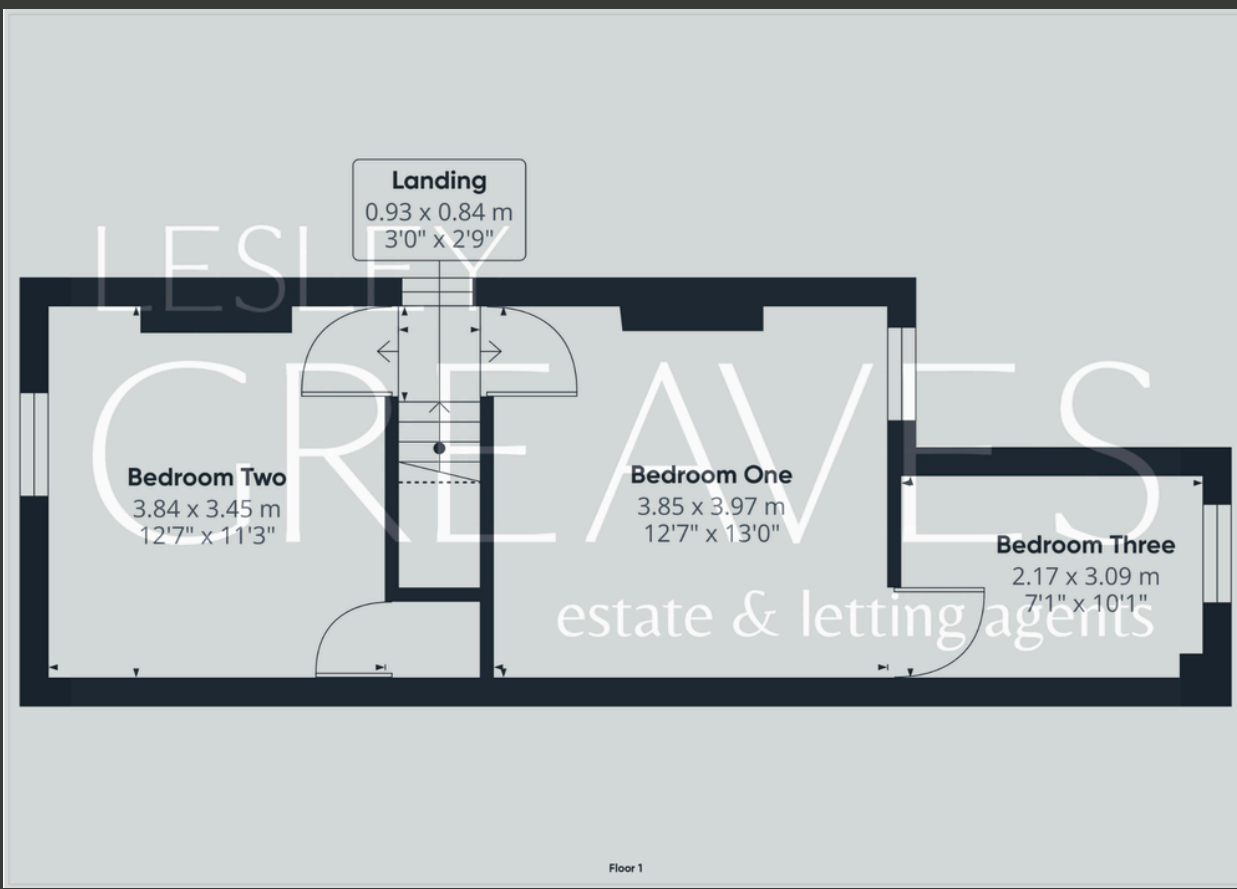 Landing
0.93 x 0.84 m
3'0" x 2'9"
LESLEY
GREAVES
estate & letting agents
Bedroom Two
3.84 x 3.45 m
12'7" x 11'3"
Bedroom One
3.85 x 3.97 m
12'7" x 13'0"
Bedroom Three
2.17 x 3.09 m
7'1" x 10'1"
Floor 1